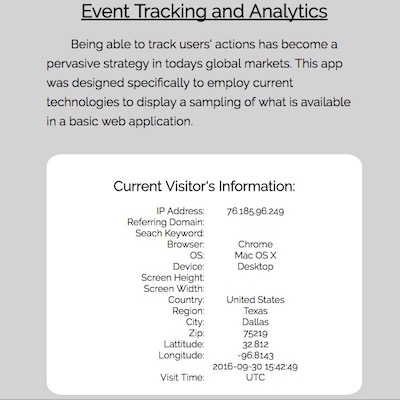 Event Tracking and Analytics
Being able to track users' actions has become a
pervasive strategy in todays global markets. This app
was designed specifically to employ current
technologies to display a sampling of what is available
in a basic web application.
Current Visitor's Information:
IP Address: 76.185.96.249
Referring Domain:
Seach Keyword:
Browser: Chrome
OS: Mac OS X
Device: Desktop
Screen Height:
Screen Width:
Country: United States
Region: Texas
City: Dallas
Zip: 75219
Lattitude: 32.812
Longitude: -96.8143
2016-09-30 15:42:49
Visit Time: UTC